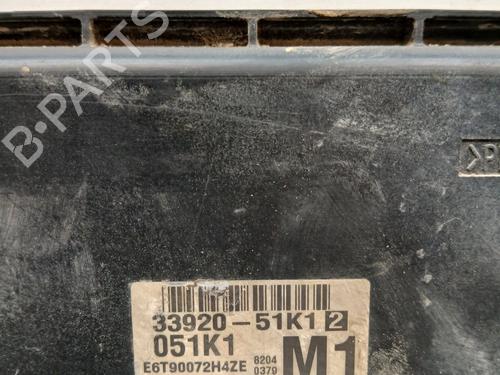 B-PARTS
>P
33920-51K1 2
051K1
E6T90072H4ZE
8204
0379
M1